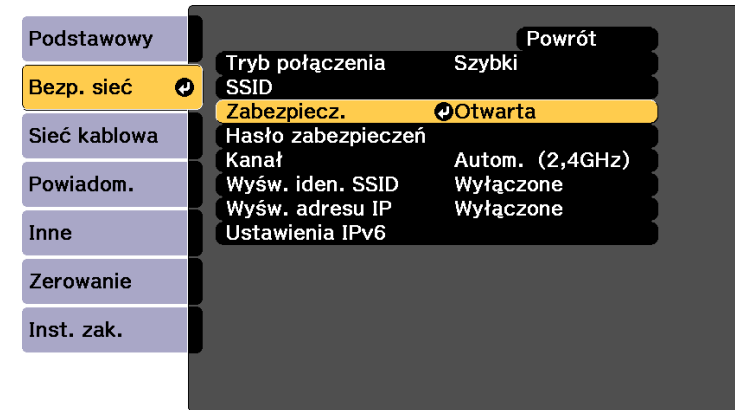 Podstawowy
Bezp. sieć
Sieć kablowa
Powiadom.
Inne
Zerowanie
Inst. zak.
Powrót
Tryb połączenia Szybki
SSID
Zabezpiecz. Otwarta
Hasło zabezpieczeń
Kanał Autom. (2,4GHz)
Wyśw. iden. SSID Wyłączone
Wyśw. adresu IP Wyłączone
Ustawienia IPv6